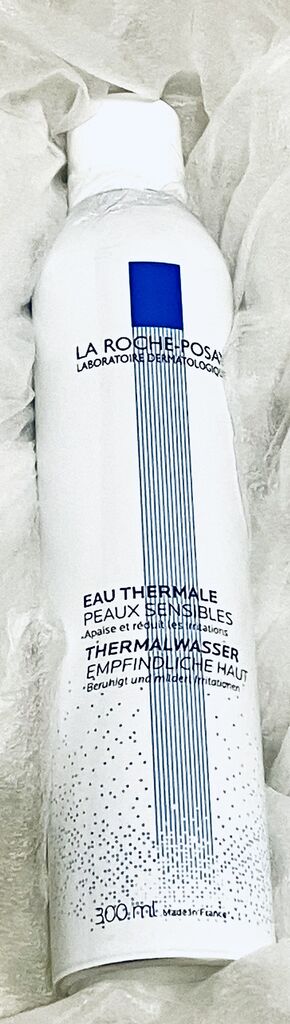 LA ROCHE-POSAY
LABORATOIRE DERMATOLOGIQUE
EAU THERMALE
PEAUX SENSIBLES
Apaise et réduit les irritations
THERMALWASSER
EMPFINDLICHE HAUT
Beruhigt und mildert Irritationen
300 ml Made in France